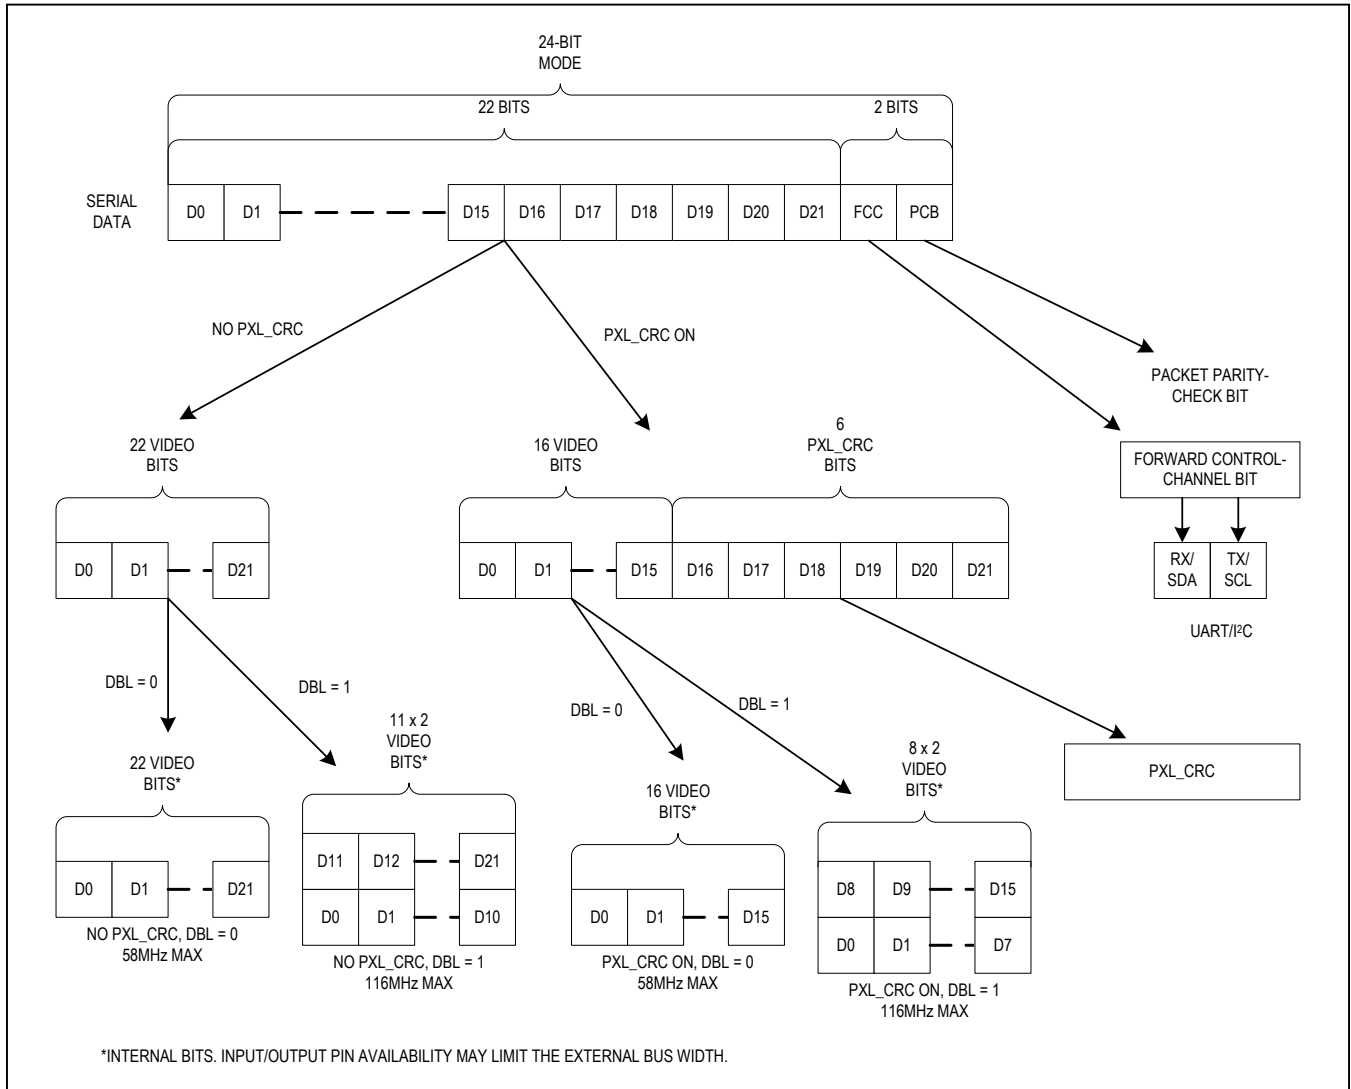 24-BIT
MODE
22 BITS
2 BITS
SERIAL
DATA
D0 D1 D15 D16 D17 D18 D19 D20 D21 FCC PCB
NO PXL_CRC
PXL_CRC ON
PACKET PARITY-
CHECK BIT
22 VIDEO
BITS
16 VIDEO
BITS
6
PXL_CRC
BITS
FORWARD CONTROL-
CHANNEL BIT
D0 D1 D21
D0 D1 D15 D16 D17 D18 D19 D20 D21
RX/
SDA
TX/
SCL
UART/I²C
DBL = 0
DBL = 1
DBL = 0
DBL = 1
22 VIDEO
BITS*
11 x 2
VIDEO
BITS*
16 VIDEO
BITS*
8 x 2
VIDEO
BITS*
PXL_CRC
D0 D1 D21
NO PXL_CRC, DBL = 0
58MHz MAX
D11 D12 D21
D0 D1 D10
NO PXL_CRC, DBL = 1
116MHz MAX
D0 D1 D15
PXL_CRC ON, DBL = 0
58MHz MAX
D8 D9 D15
D0 D1 D7
PXL_CRC ON, DBL = 1
116MHz MAX
*INTERNAL BITS. INPUT/OUTPUT PIN AVAILABILITY MAY LIMIT THE EXTERNAL BUS WIDTH.